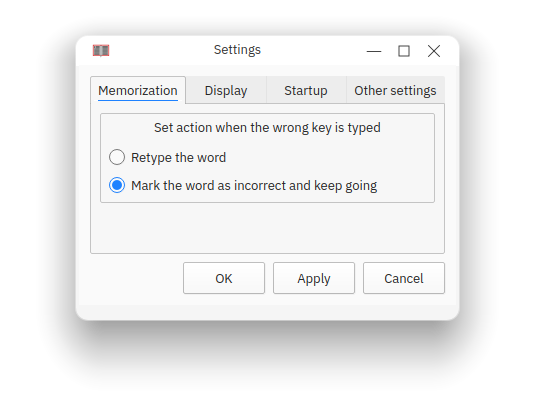 Settings
Memorization Display Startup Other settings
Set action when the wrong key is typed
Retype the word
Mark the word as incorrect and keep going
OK Apply Cancel